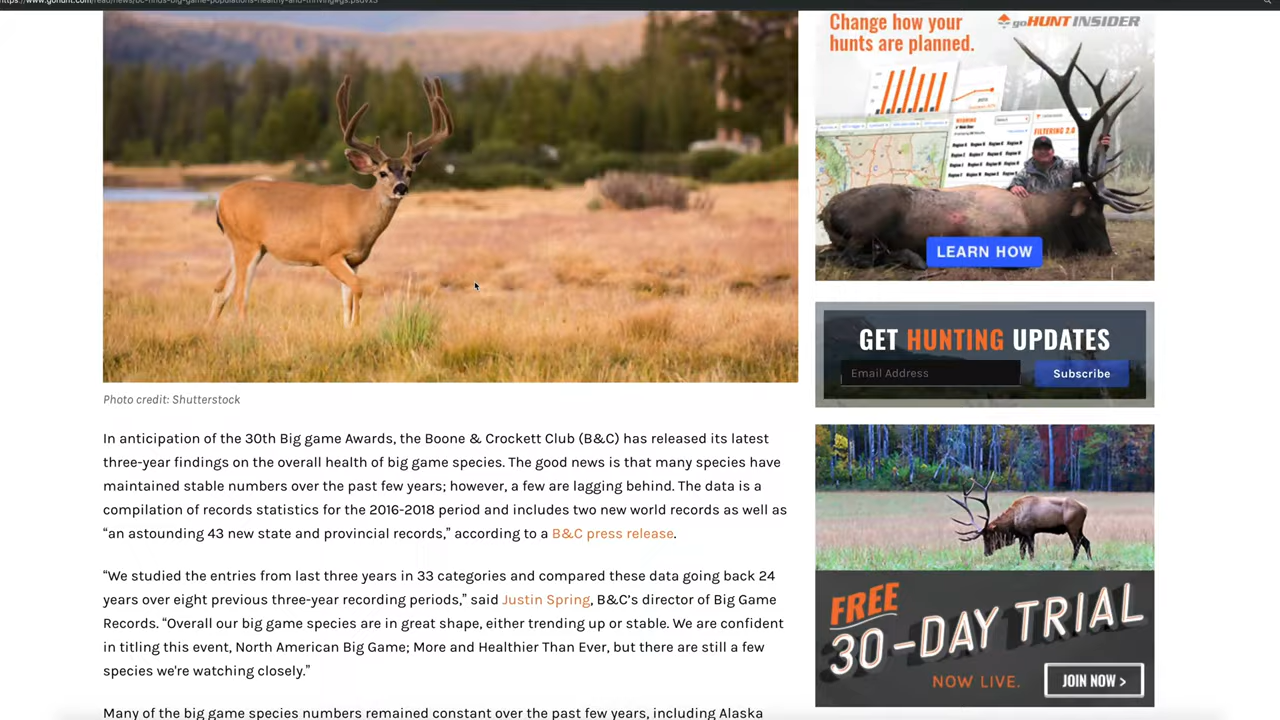 Change how your
hunts are planned.
goHUNT INSIDER
FILTERING 2.0
LEARN HOW
GET HUNTING UPDATES
Email Address
Subscribe
Photo credit: Shutterstock
In anticipation of the 30th Big game Awards, the Boone & Crockett Club (B&C) has released its latest
three-year findings on the overall health of big game species. The good news is that many species have
maintained stable numbers over the past few years; however, a few are lagging behind. The data is a
compilation of records statistics for the 2016-2018 period and includes two new world records as well as
“an astounding 43 new state and provincial records,” according to a B&C press release.
“We studied the entries from last three years in 33 categories and compared these data going back 24
years over eight previous three-year recording periods,” said Justin Spring, B&C’s director of Big Game
Records. “Overall our big game species are in great shape, either trending up or stable. We are confident
in titling this event, North American Big Game; More and Healthier Than Ever, but there are still a few
species we're watching closely.”
Many of the big game species numbers remained constant over the past few years, including Alaska
FREE
30-DAY TRIAL
NOW LIVE.
JOIN NOW >